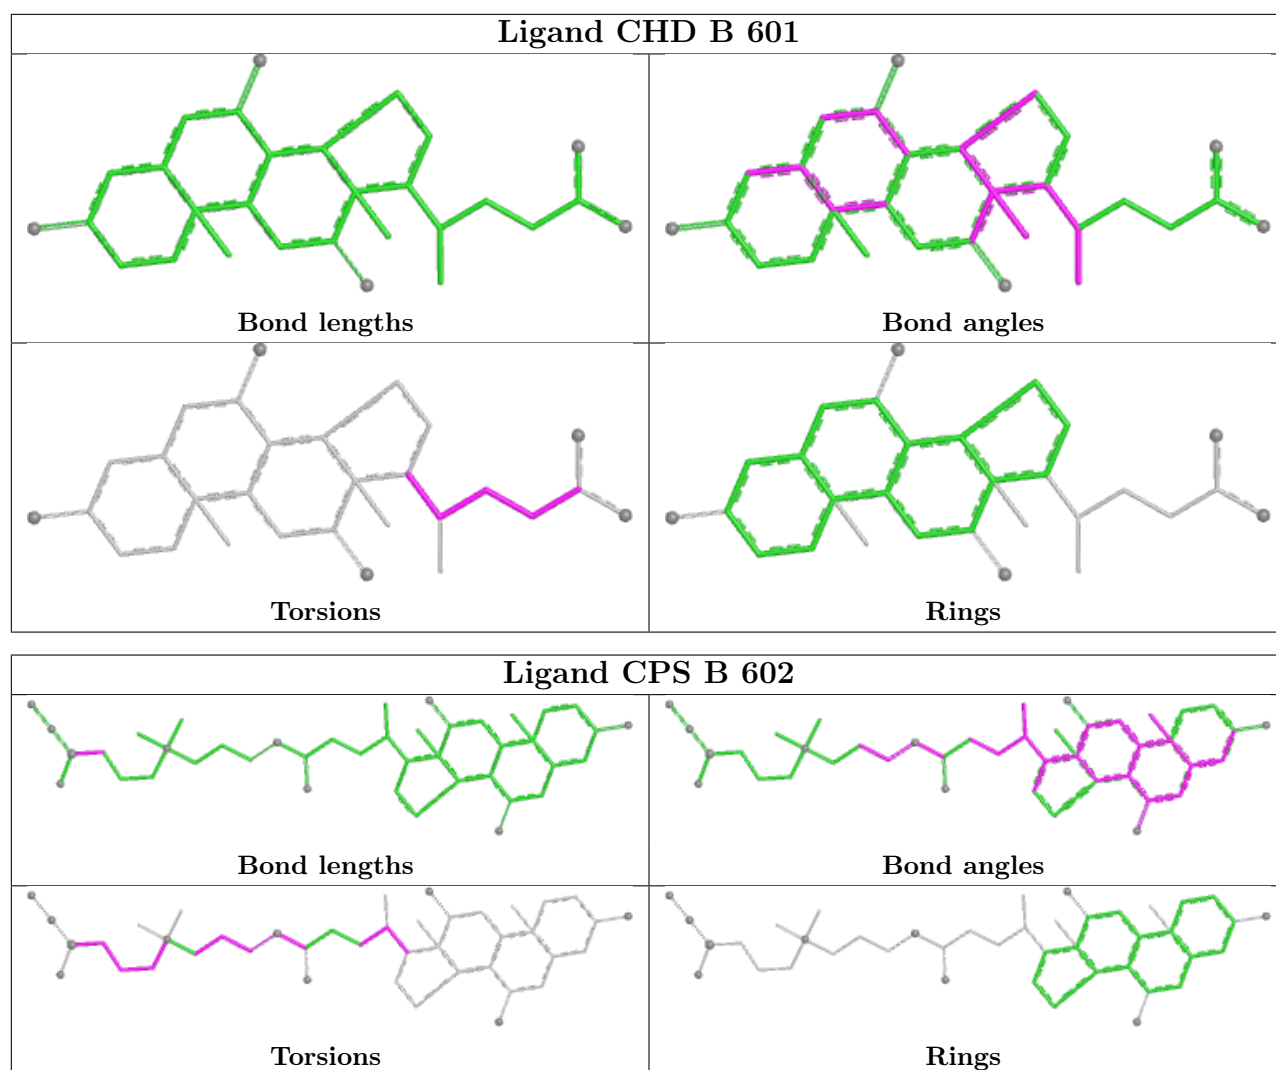 Ligand CHD B 601
Bond lengths
Bond angles
Torsions
Rings
Ligand CPS B 602
Bond lengths
Bond angles
Torsions
Rings